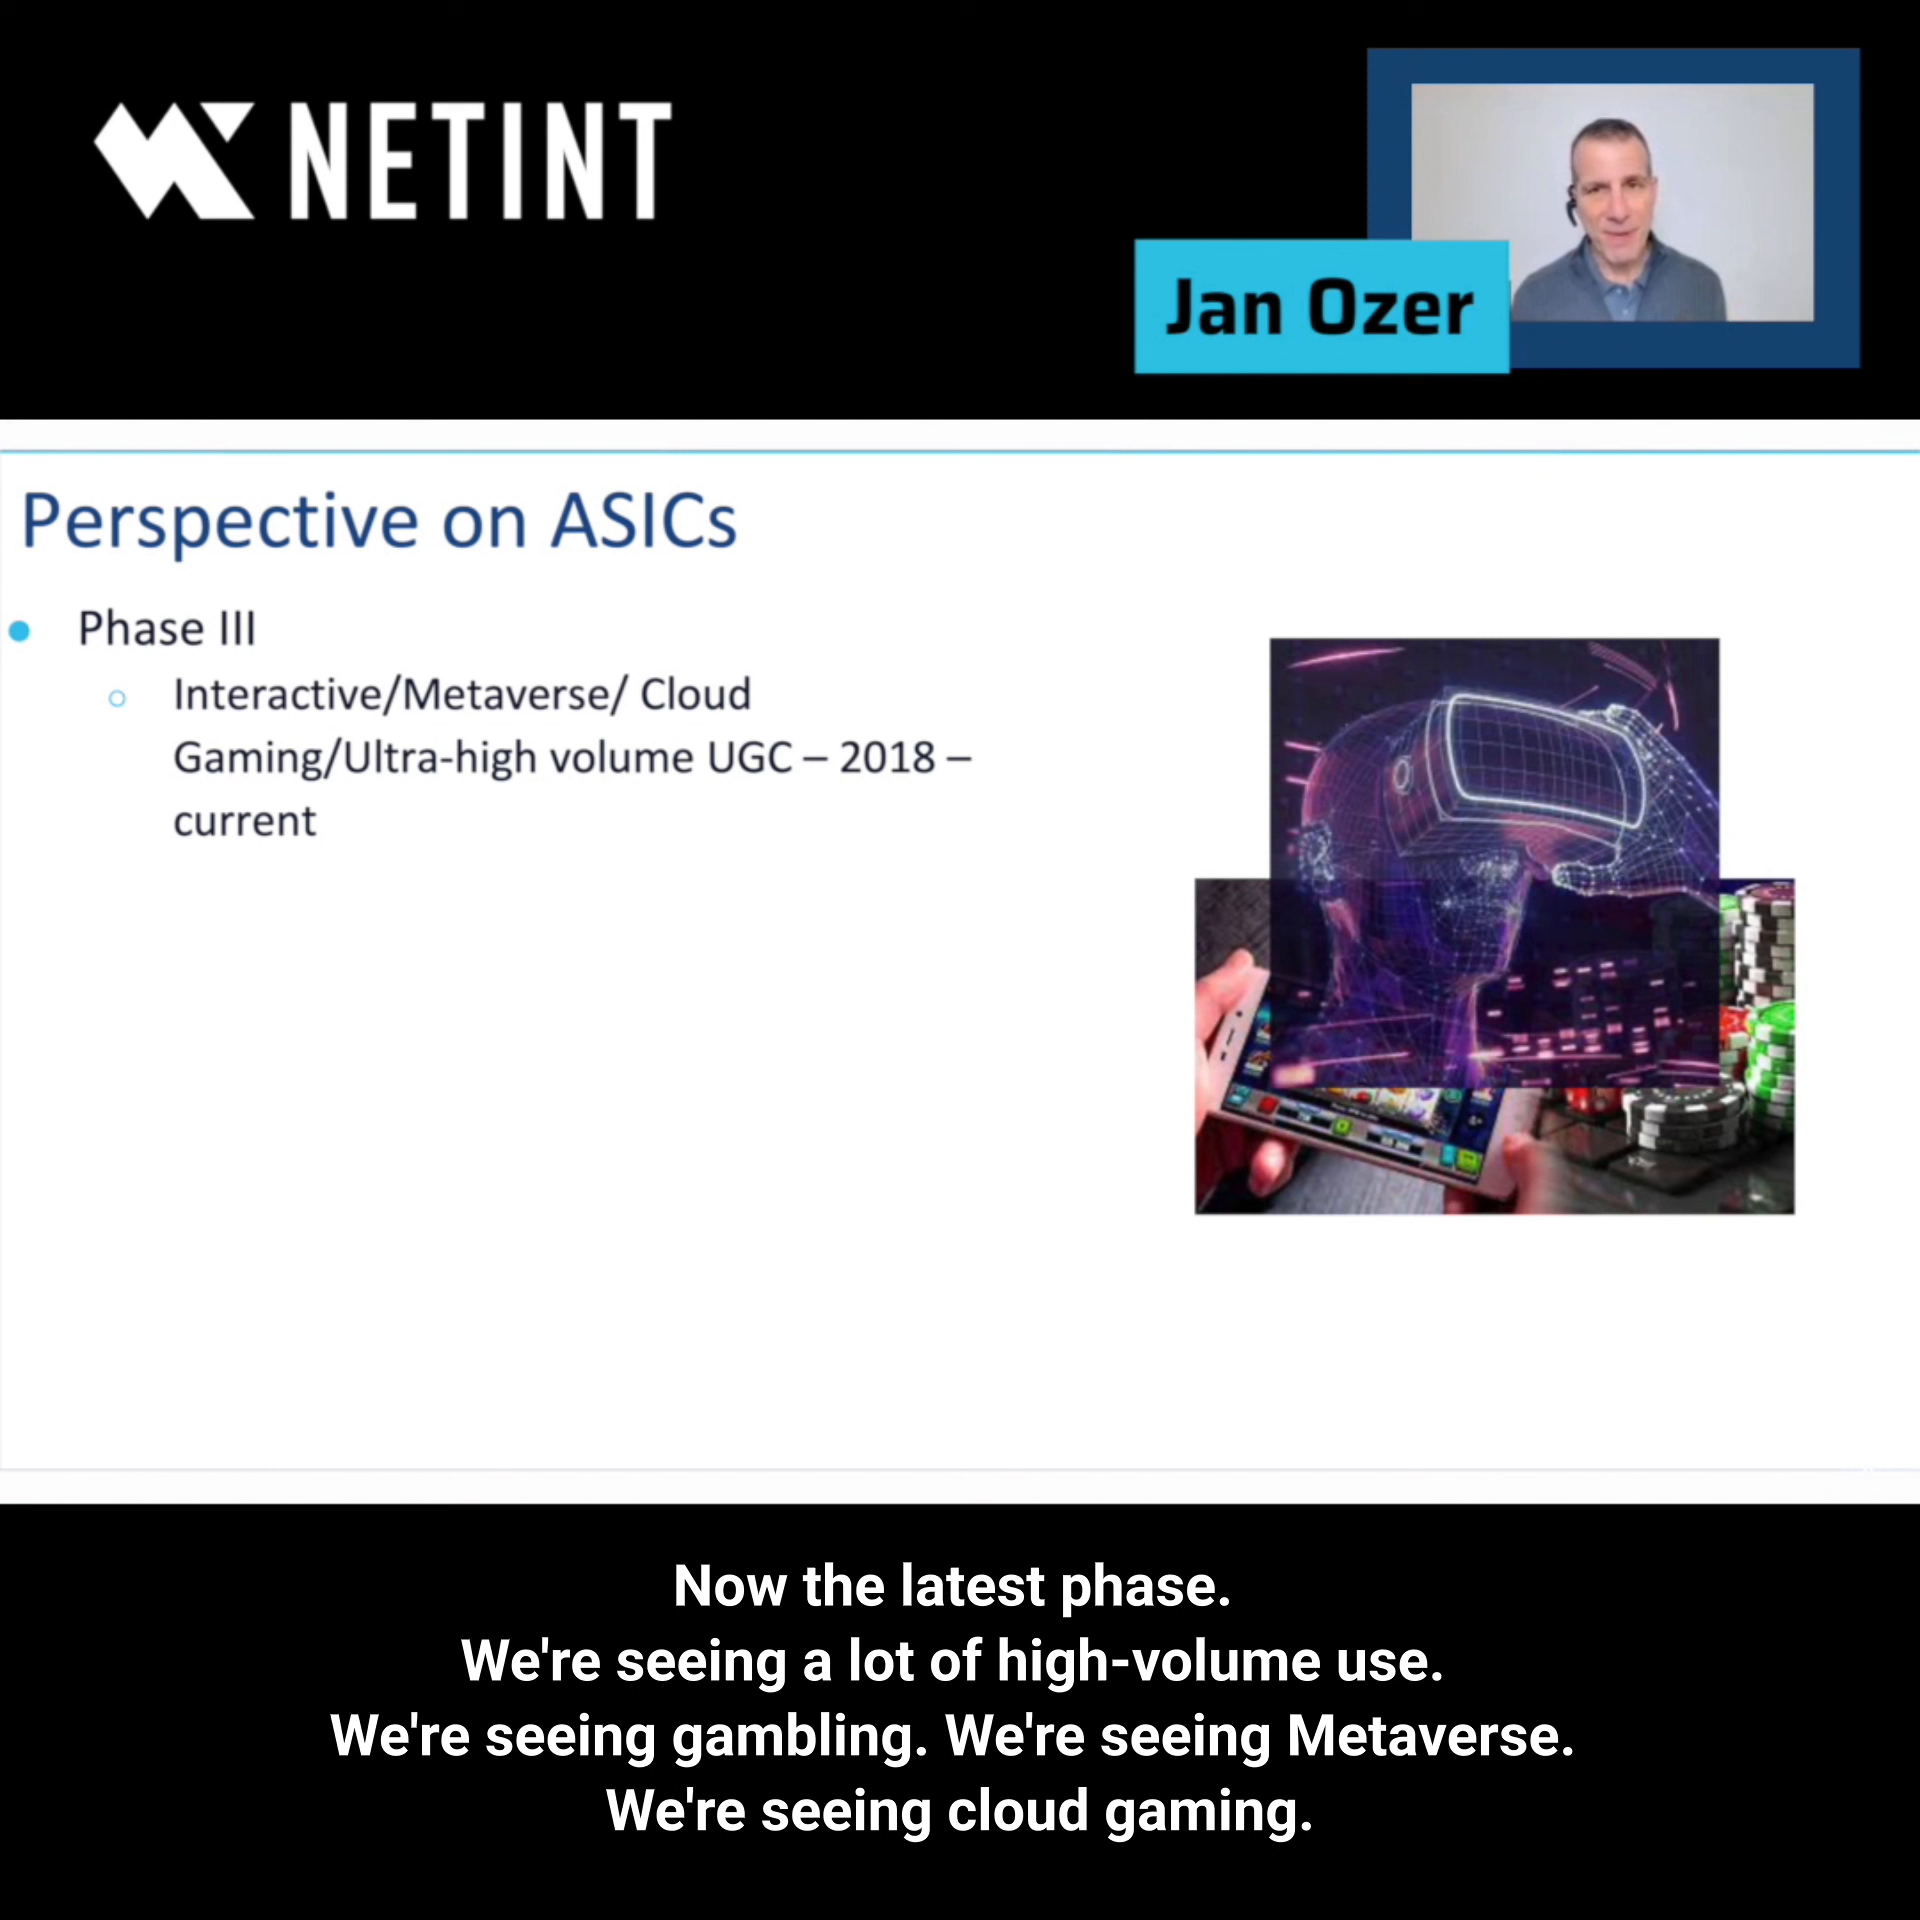 NETINT
Jan Ozer
Perspective on ASICs
Phase III
Interactive/Metaverse/ Cloud
Gaming/Ultra-high volume UGC – 2018 –
current
Now the latest phase.
We're seeing a lot of high-volume use.
We're seeing gambling. We're seeing Metaverse.
We're seeing cloud gaming.